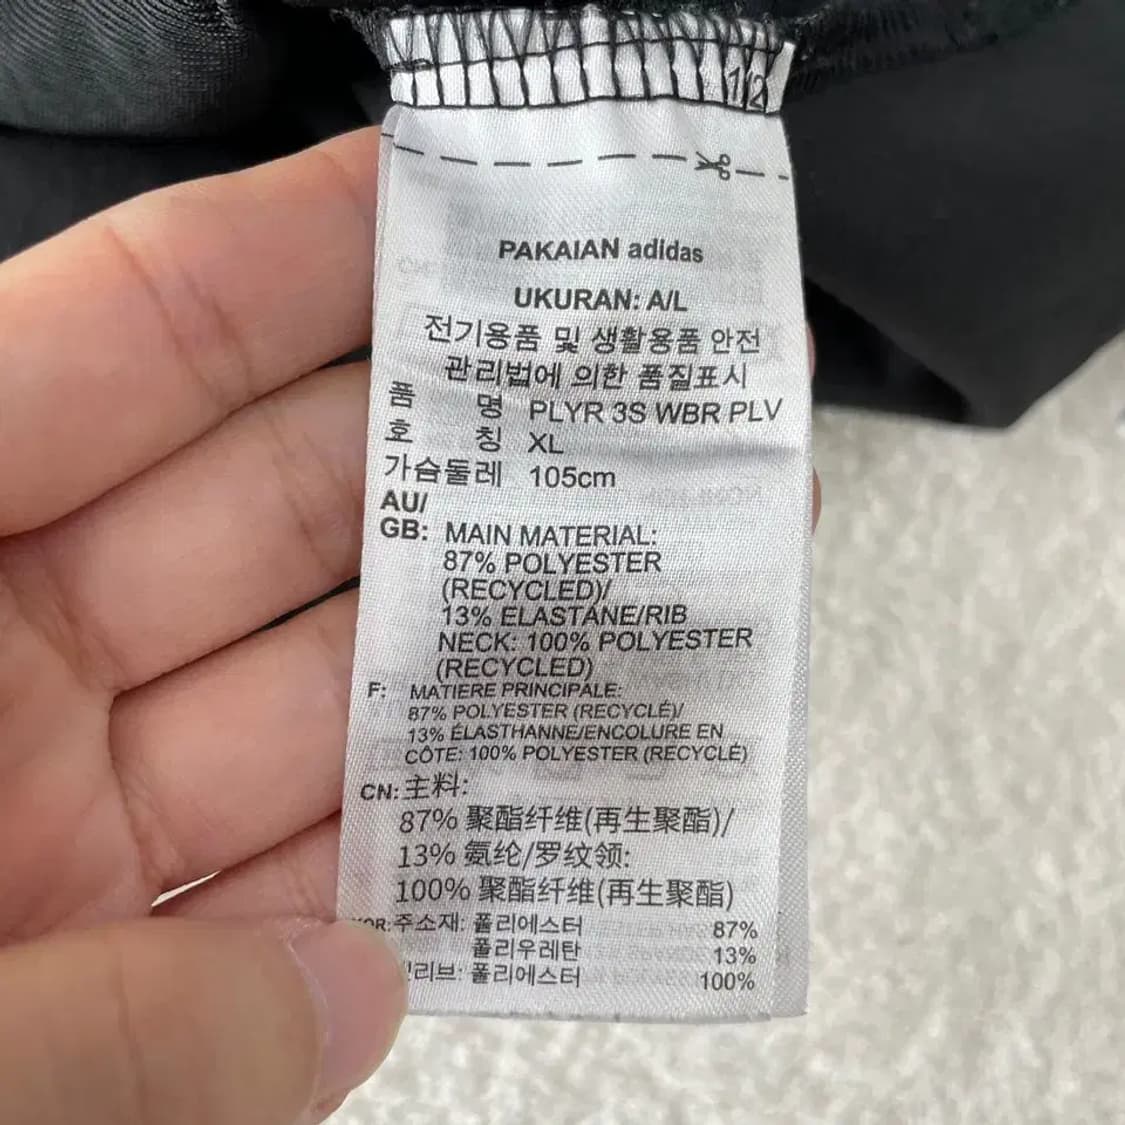 1/2
PAKAIAN adidas
UKURAN: A/L
전기용품 및 생활용품 안전
관리법에 의한 품질표시
품 명 PLYR 3S WBR PLV
호 칭 XL
가슴둘레 105cm
AU/
GB: MAIN MATERIAL:
87% POLYESTER
(RECYCLED)/
13% ELASTANE/RIB
NECK: 100% POLYESTER
(RECYCLED)
F: MATIERE PRINCIPALE:
87% POLYESTER (RECYCLÉ)/
13% ÉLASTHANNE/ENCOLURE EN
CÔTE: 100% POLYESTER (RECYCLÉ)
CN: 主料:
87% 聚酯纤维(再生聚酯)/
13% 氨纶/罗纹领:
100% 聚酯纤维(再生聚酯)
KOR: 주소재: 폴리에스터 87%
폴리우레탄 13%
폴리에스터 100%